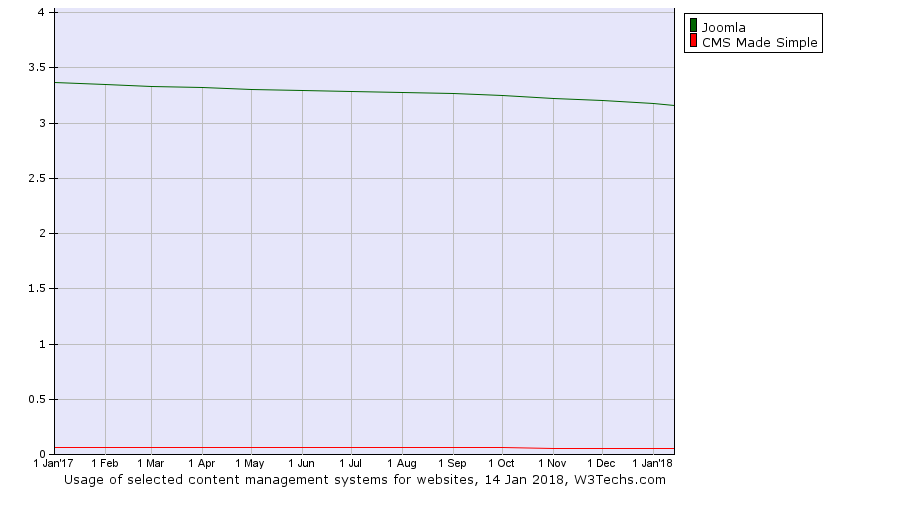 4
3.5
3
2.5
2
1.5
1
0.5
0
1 Jan'17 1 Feb 1 Mar 1 Apr 1 May 1 Jun 1 Jul 1 Aug 1 Sep 1 Oct 1 Nov 1 Dec 1 Jan'18
Usage of selected content management systems for websites, 14 Jan 2018, W3Techs.com
Joomla
CMS Made Simple